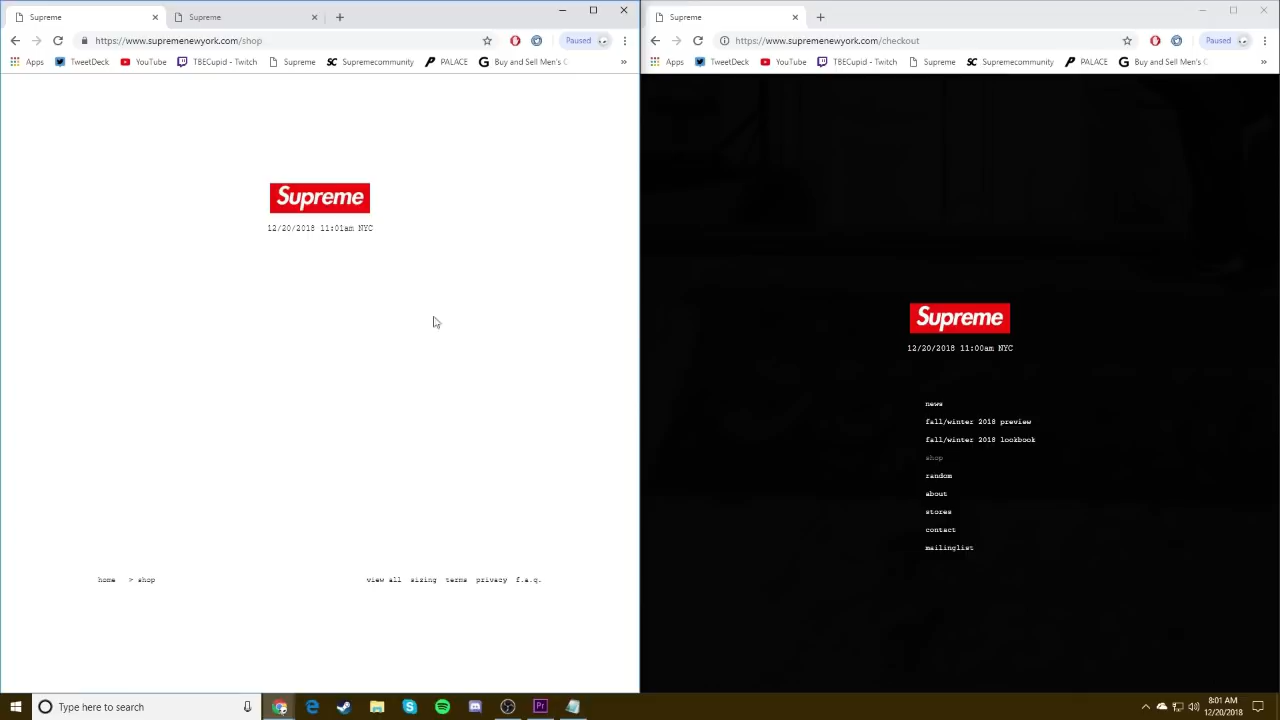 Supreme
Supreme
https://www.supremenewyork.com/shop
Paused
Apps
TweetDeck
YouTube
TBECupid - Twitch
Supreme
SC Supremecommunity
PALACE
G Buy and Sell Men's C
»
Supreme
12/20/2018 11:01am NYC
home > shop
view all sizing terms privacy f.a.q.
Supreme
https://www.supremenewyork.com/checkout
Paused
Apps
TweetDeck
YouTube
TBECupid - Twitch
Supreme
SC Supremecommunity
PALACE
G Buy and Sell Men's C
»
Supreme
12/20/2018 11:00am NYC
news
fall/winter 2018 preview
fall/winter 2018 lookbook
shop
random
about
stores
contact
mailinglist
Type here to search
Pr
8:01 AM
12/20/2018